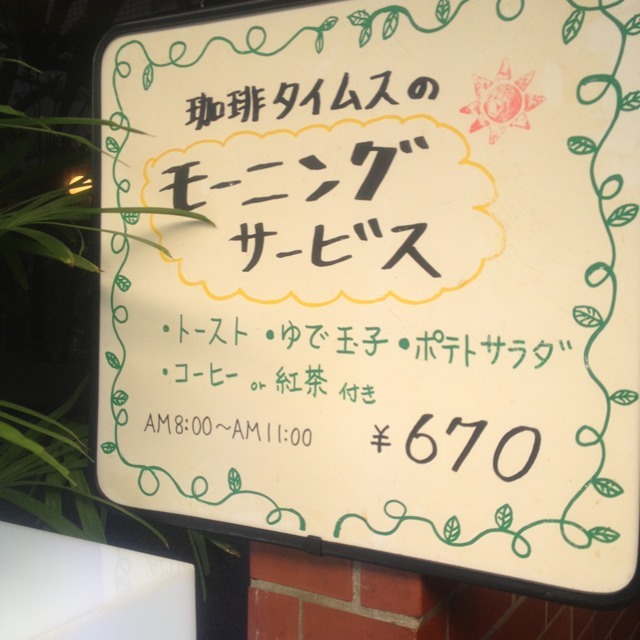 珈琲タイムスの
モーニング
サービス
・トースト ・ゆで玉子 ・ポテトサラダ
・コーヒー or 紅茶 付き
AM8:00〜AM11:00 ¥670